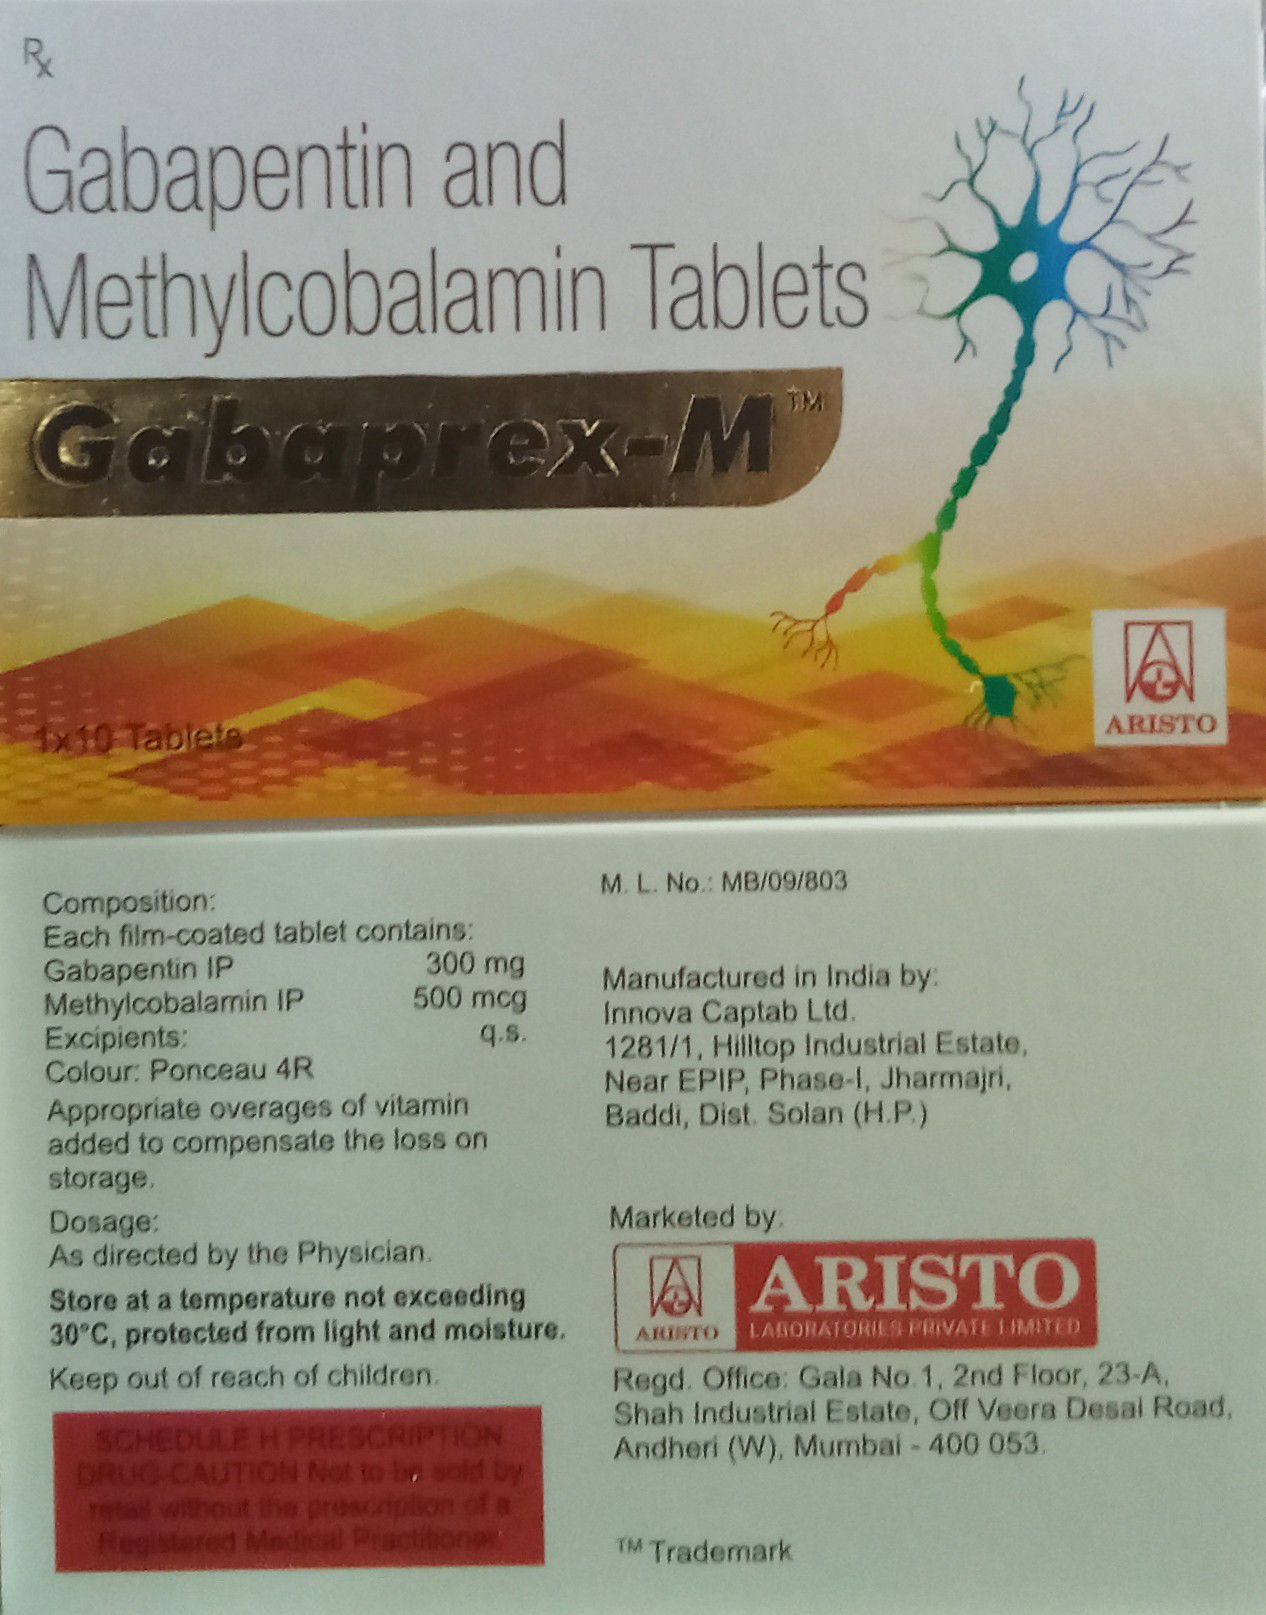 Rx
Gabapentin and
Methylcobalamin Tablets
Gabaprex-M™
1x10 Tablets
ARISTO
Composition:
Each film-coated tablet contains:
Gabapentin IP 300 mg
Methylcobalamin IP 500 mcg
Excipients: q.s.
Colour: Ponceau 4R
Appropriate overages of vitamin
added to compensate the loss on
storage.
Dosage:
As directed by the Physician.
Store at a temperature not exceeding
30°C, protected from light and moisture.
Keep out of reach of children.
SCHEDULE H PRESCRIPTION
DRUG-CAUTION Not to be sold by
retail without the prescription of a
Registered Medical Practitioner.
M. L. No.: MB/09/803
Manufactured in India by:
Innova Captab Ltd.
1281/1, Hilltop Industrial Estate,
Near EPIP, Phase-I, Jharmajri,
Baddi, Dist. Solan (H.P.)
Marketed by:
ARISTO
ARISTO
LABORATORIES PRIVATE LIMITED
Regd. Office: Gala No.1, 2nd Floor, 23-A,
Shah Industrial Estate, Off Veera Desai Road,
Andheri (W), Mumbai - 400 053.
™ Trademark